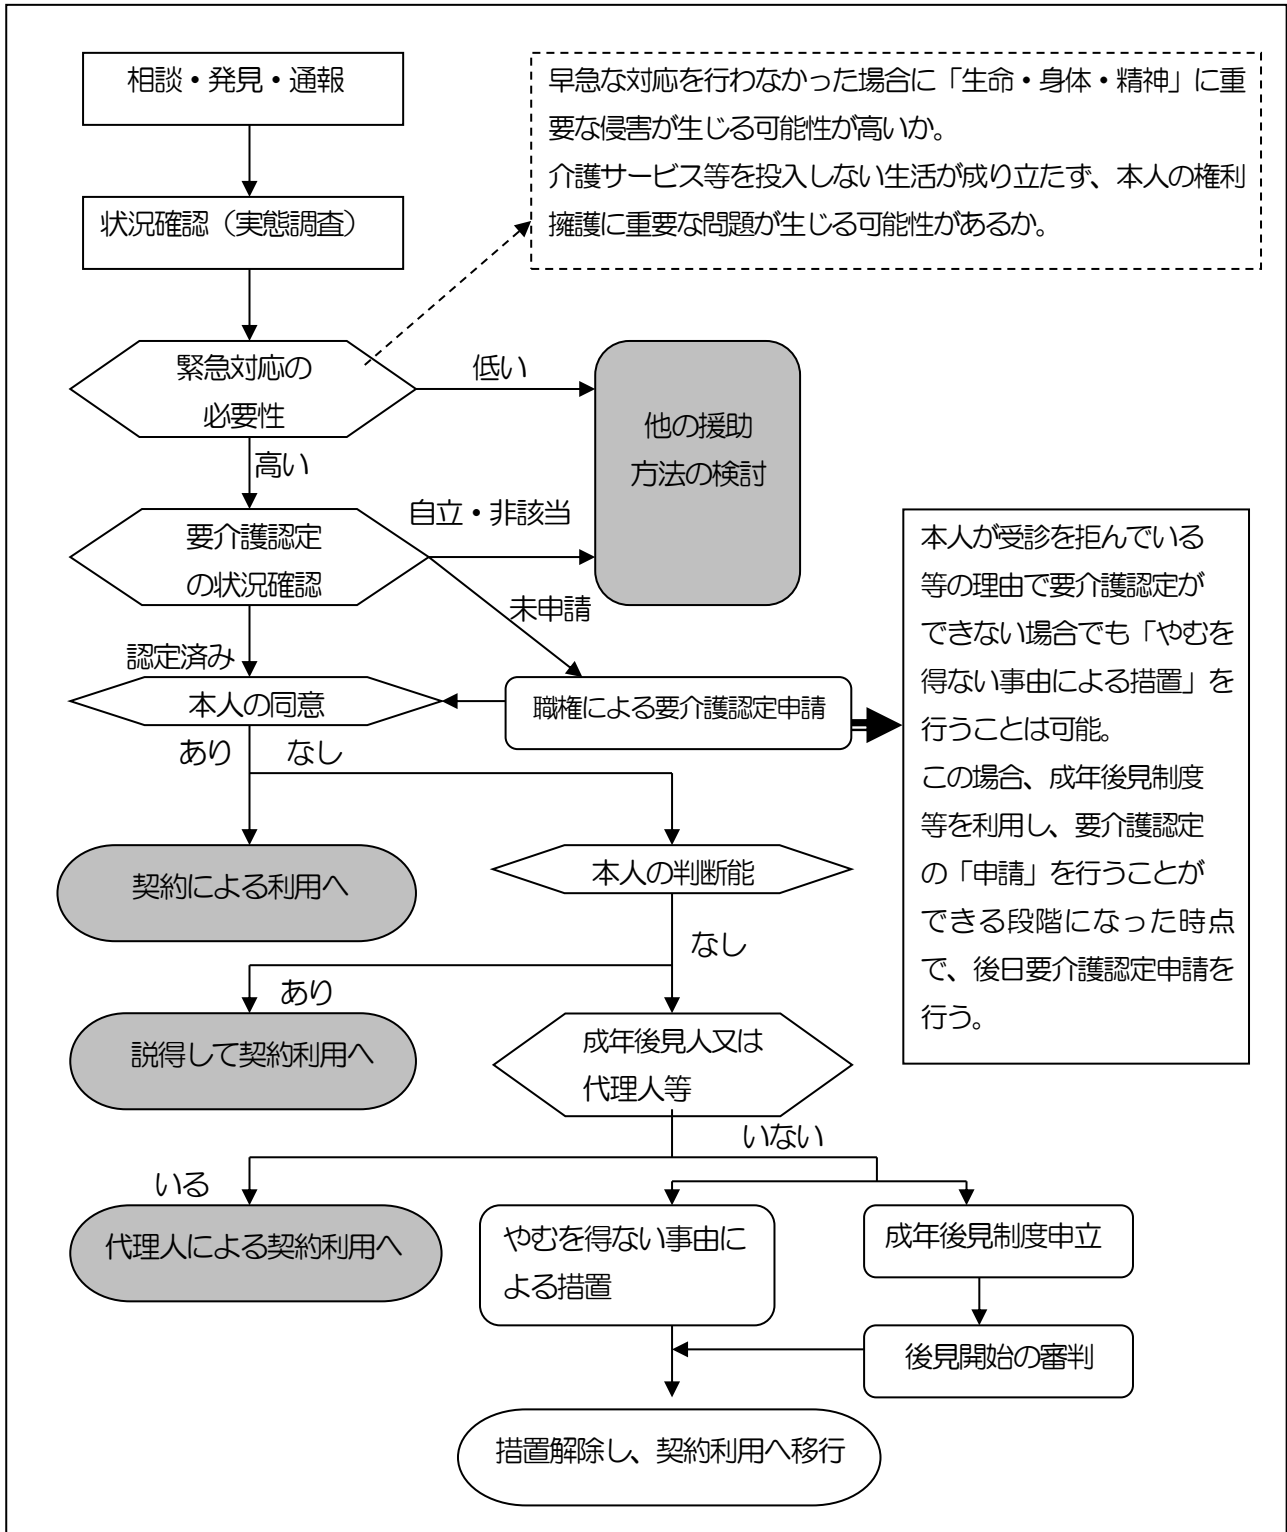 相談・発見・通報
早急な対応を行わなかった場合に「生命・身体・精神」に重
要な侵害が生じる可能性が高いか。
介護サービス等を投入しない生活が成り立たず、本人の権利
擁護に重要な問題が生じる可能性があるか。
状況確認（実態調査）
緊急対応の
必要性
低い
他の援助
方法の検討
高い
自立・非該当
要介護認定
の状況確認
未申請
認定済み
本人の同意
職権による要介護認定申請
本人が受診を拒んでいる
等の理由で要介護認定が
できない場合でも「やむを
得ない事由による措置」を
行うことは可能。
この場合、成年後見制度
等を利用し、要介護認定
の「申請」を行うことが
できる段階になった時点
で、後日要介護認定申請を
行う。
あり
なし
契約による利用へ
本人の判断能
なし
あり
説得して契約利用へ
成年後見人又は
代理人等
いない
いる
代理人による契約利用へ
やむを得ない事由に
よる措置
成年後見制度申立
後見開始の審判
措置解除し、契約利用へ移行